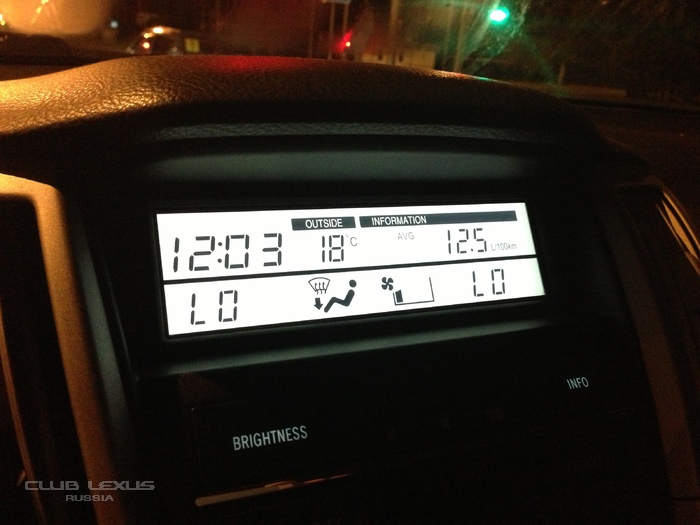 OUTSIDE INFORMATION
12:03 18°C AVG 12.5 L/100km
LO LO
INFO
BRIGHTNESS
CLUB LEXUS
RUSSIA